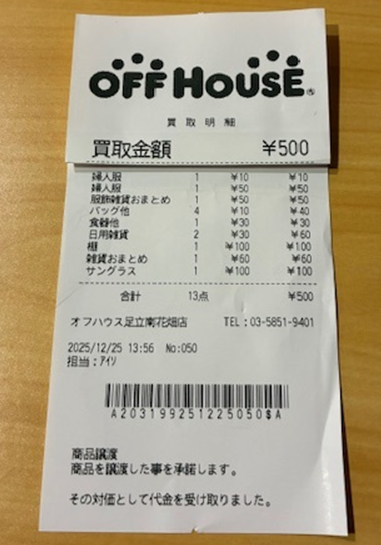 OFF HOUSE
買取明細
買取金額 ¥500
婦人服 1 ¥10 ¥10
婦人服 1 ¥50 ¥50
服飾雑貨おまとめ 1 ¥50 ¥50
バッグ他 4 ¥10 ¥40
食器他 1 ¥30 ¥30
日用雑貨 2 ¥30 ¥60
棚 1 ¥100 ¥100
雑貨おまとめ 1 ¥60 ¥60
サングラス 1 ¥100 ¥100
合計 13点 ¥500
オフハウス足立南花畑店 TEL:03-5851-9401
2025/12/25 13:56 No:050
担当:アイソ
A203199251225050$A
商品譲渡
商品を譲渡した事を承諾します。
その対価として代金を受け取りました。